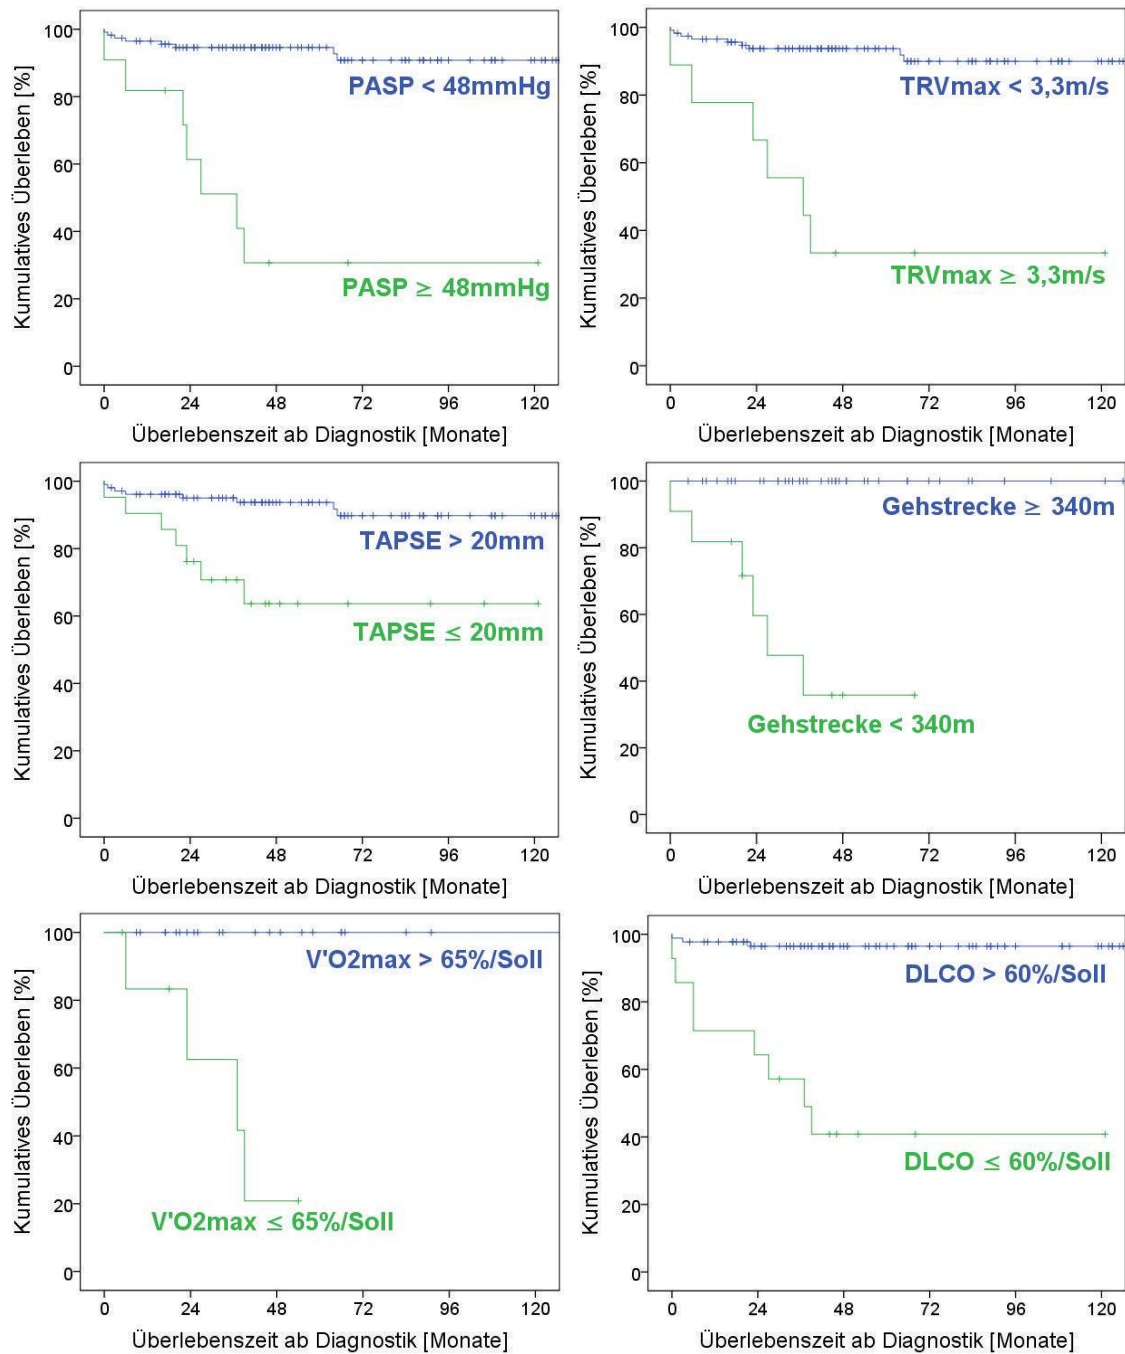 Kumulatives Überleben [%]
100
80
60
40
20
0
PASP < 48mmHg
PASP ≥ 48mmHg
0 24 48 72 96 120
Überlebenszeit ab Diagnostik [Monate]
Kumulatives Überleben [%]
100
80
60
40
20
0
TRVmax < 3,3m/s
TRVmax ≥ 3,3m/s
0 24 48 72 96 120
Überlebenszeit ab Diagnostik [Monate]
Kumulatives Überleben [%]
100
80
60
40
20
0
TAPSE > 20mm
TAPSE ≤ 20mm
0 24 48 72 96 120
Überlebenszeit ab Diagnostik [Monate]
Kumulatives Überleben [%]
100
80
60
40
20
0
Gehstrecke ≥ 340m
Gehstrecke < 340m
0 24 48 72 96 120
Überlebenszeit ab Diagnostik [Monate]
Kumulatives Überleben [%]
100
80
60
40
20
0
V'O2max > 65%/Soll
V'O2max ≤ 65%/Soll
0 24 48 72 96 120
Überlebenszeit ab Diagnostik [Monate]
Kumulatives Überleben [%]
100
80
60
40
20
0
DLCO > 60%/Soll
DLCO ≤ 60%/Soll
0 24 48 72 96 120
Überlebenszeit ab Diagnostik [Monate]